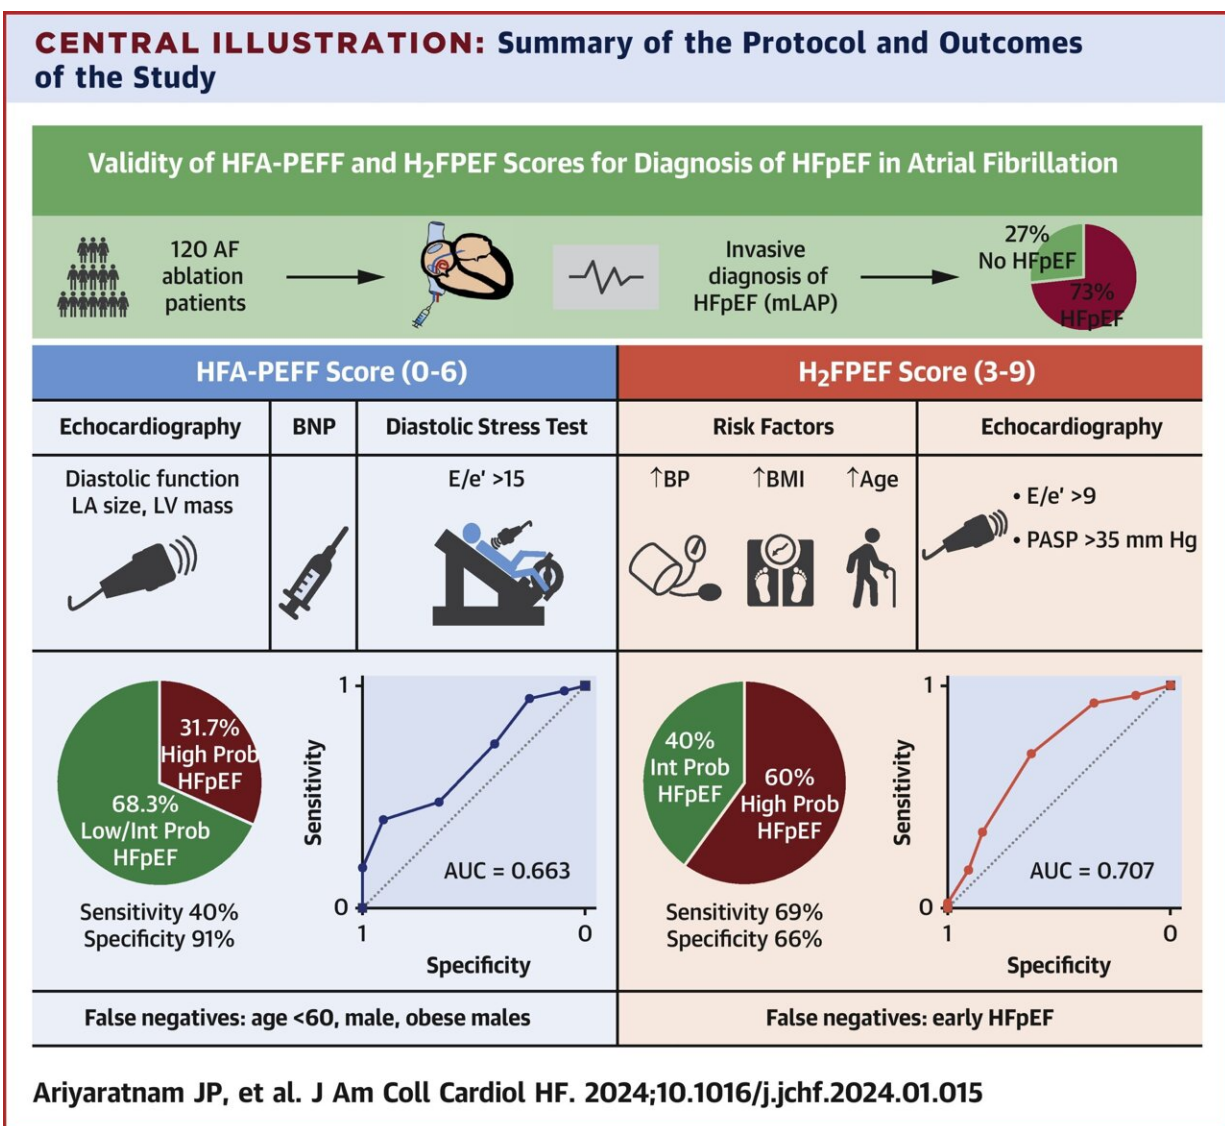 CENTRAL ILLUSTRATION: Summary of the Protocol and Outcomes
of the Study
Validity of HFA-PEFF and H₂FPEF Scores for Diagnosis of HFpEF in Atrial Fibrillation
120 AF
ablation
patients
Invasive
diagnosis of
HFpEF (mLAP)
27%
No HFpEF
73%
HFpEF
HFA-PEFF Score (0-6)
Echocardiography
BNP
Diastolic Stress Test
Diastolic function
LA size, LV mass
E/e′ >15
31.7%
High Prob
HFpEF
68.3%
Low/Int Prob
HFpEF
Sensitivity 40%
Specificity 91%
1
Sensitivity
AUC = 0.663
0
1
0
Specificity
False negatives: age <60, male, obese males
H₂FPEF Score (3-9)
Risk Factors
Echocardiography
↑BP
↑BMI
↑Age
• E/e′ >9
• PASP >35 mm Hg
40%
Int Prob
HFpEF
60%
High Prob
HFpEF
Sensitivity 69%
Specificity 66%
1
Sensitivity
AUC = 0.707
0
1
0
Specificity
False negatives: early HFpEF
Ariyaratnam JP, et al. J Am Coll Cardiol HF. 2024;10.1016/j.jchf.2024.01.015